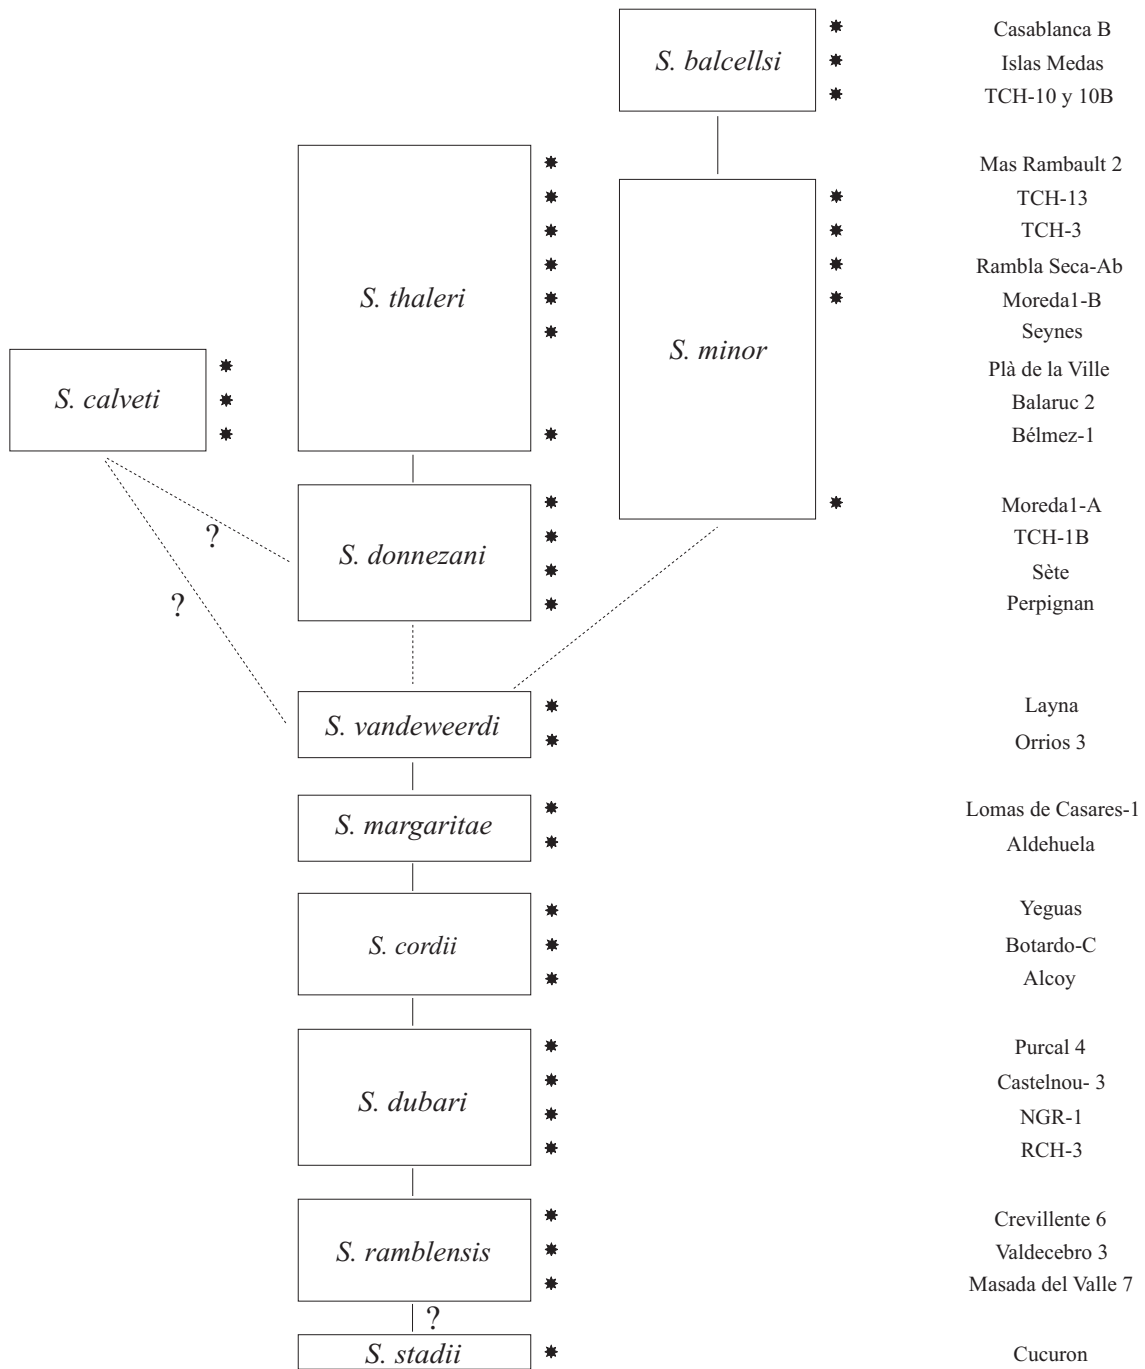 Casablanca B
S. balcellsi
Islas Medas
TCH-10 y 10B
Mas Rambault 2
TCH-13
TCH-3
Rambla Seca-Ab
S. thaleri
Moreda1-B
Seynes
S. minor
Plà de la Ville
S. calveti
Balaruc 2
Bélmez-1
Moreda1-A
?
TCH-1B
S. donnezani
Sète
?
Perpignan
S. vandeweerdi
Layna
Orrios 3
Lomas de Casares-1
S. margaritae
Aldehuela
Yeguas
S. cordii
Botardo-C
Alcoy
Purcal 4
Castelnou- 3
S. dubari
NGR-1
RCH-3
Crevillente 6
S. ramblensis
Valdecebro 3
Masada del Valle 7
?
S. stadii
Cucuron